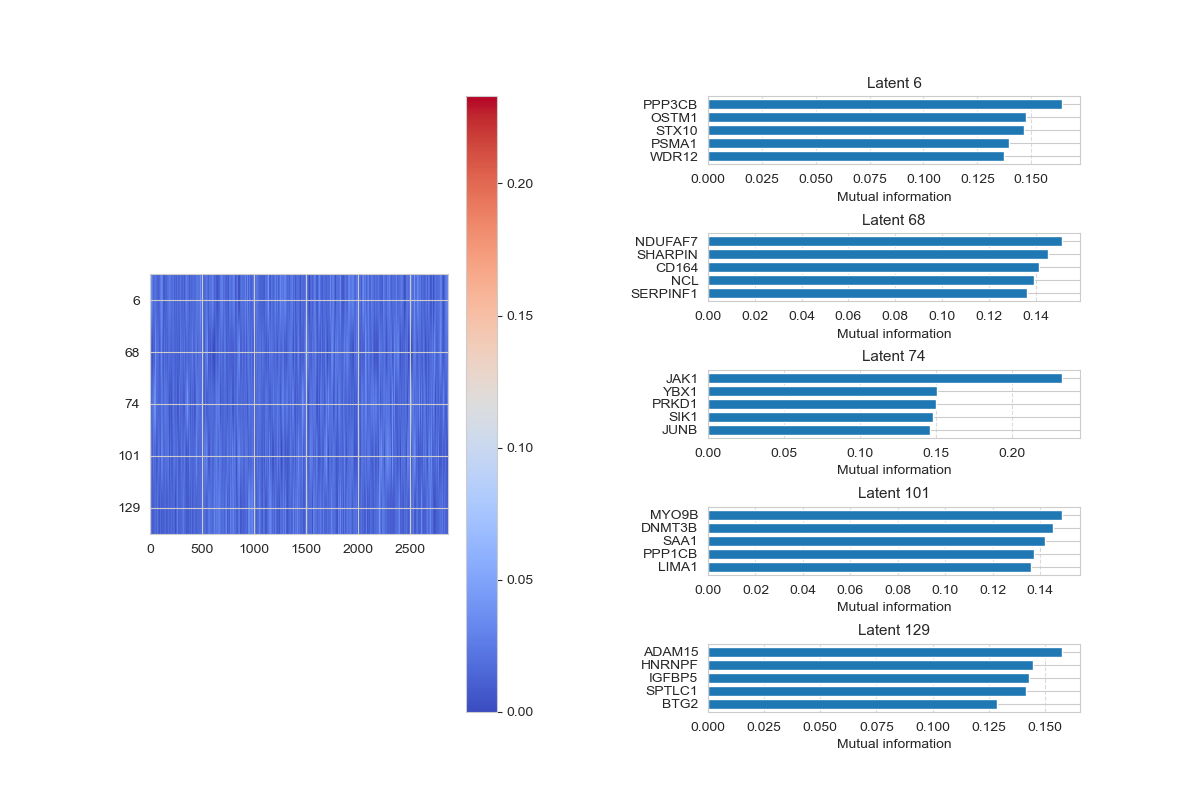 6
68
74
101
129
0 500 1000 1500 2000 2500
0.20
0.15
0.10
0.05
0.00
Latent 6
PPP3CB
OSTM1
STX10
PSMA1
WDR12
0.000 0.025 0.050 0.075 0.100 0.125 0.150
Mutual information
Latent 68
NDUFAF7
SHARPIN
CD164
NCL
SERPINF1
0.00 0.02 0.04 0.06 0.08 0.10 0.12 0.14
Mutual information
Latent 74
JAK1
YBX1
PRKD1
SIK1
JUNB
0.00 0.05 0.10 0.15 0.20
Mutual information
Latent 101
MYO9B
DNMT3B
SAA1
PPP1CB
LIMA1
0.00 0.02 0.04 0.06 0.08 0.10 0.12 0.14
Mutual information
Latent 129
ADAM15
HNRNPF
IGFBP5
SPTLC1
BTG2
0.000 0.025 0.050 0.075 0.100 0.125 0.150
Mutual information